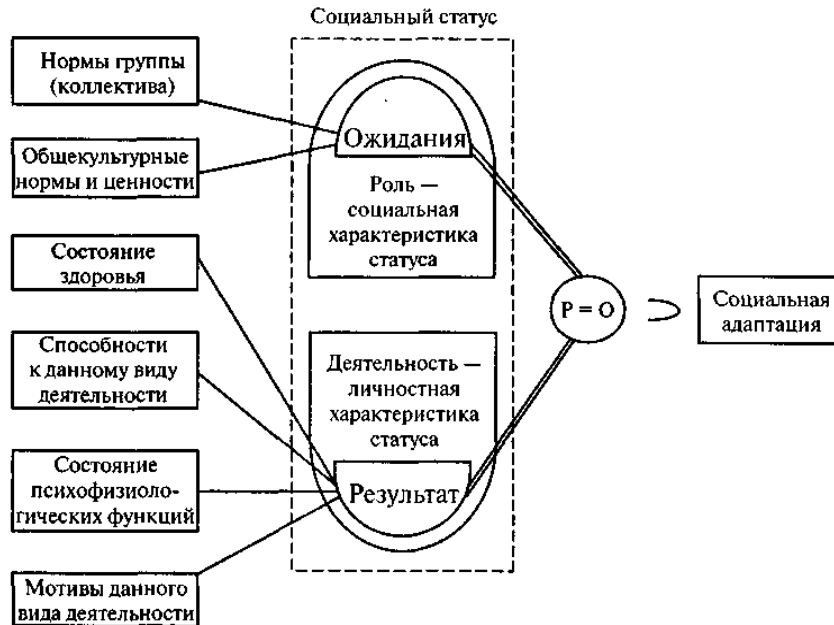 Социальный статус
Нормы группы
(коллектива)
Общекультурные
нормы и ценности
Состояние
здоровья
Способности
к данному виду
деятельности
Состояние
психофизиоло-
гических функций
Мотивы данного
вида деятельности
Ожидания
Роль —
социальная
характеристика
статуса
Деятельность —
личностная
характеристика
статуса
Результат
Р = О
Социальная
адаптация